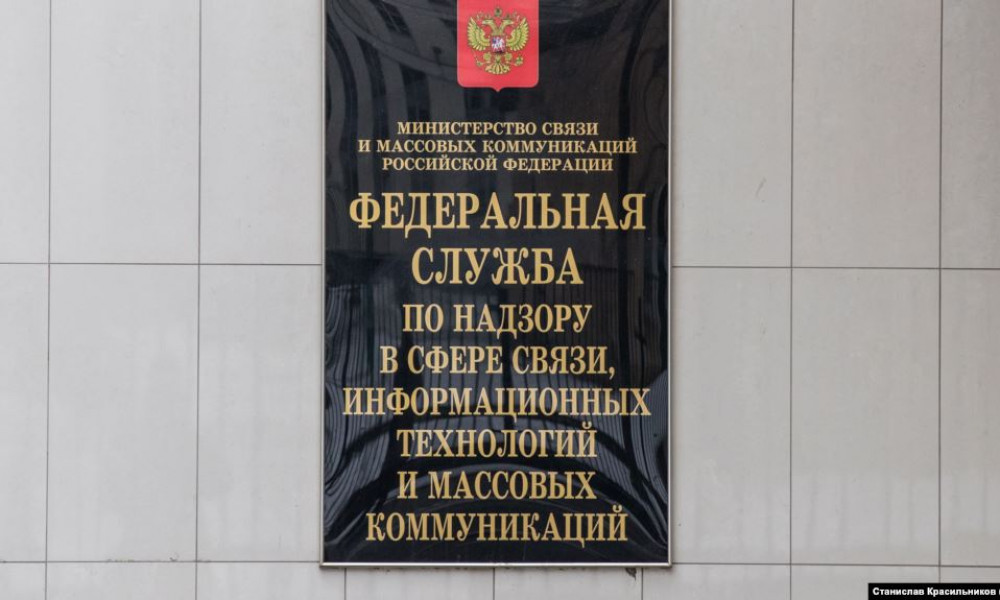 МИНИСТЕРСТВО СВЯЗИ
И МАССОВЫХ КОММУНИКАЦИЙ
РОССИЙСКОЙ ФЕДЕРАЦИИ
ФЕДЕРАЛЬНАЯ
СЛУЖБА
ПО НАДЗОРУ
В СФЕРЕ СВЯЗИ,
ИНФОРМАЦИОННЫХ
ТЕХНОЛОГИЙ
И МАССОВЫХ
КОММУНИКАЦИЙ
Станислав Красильников